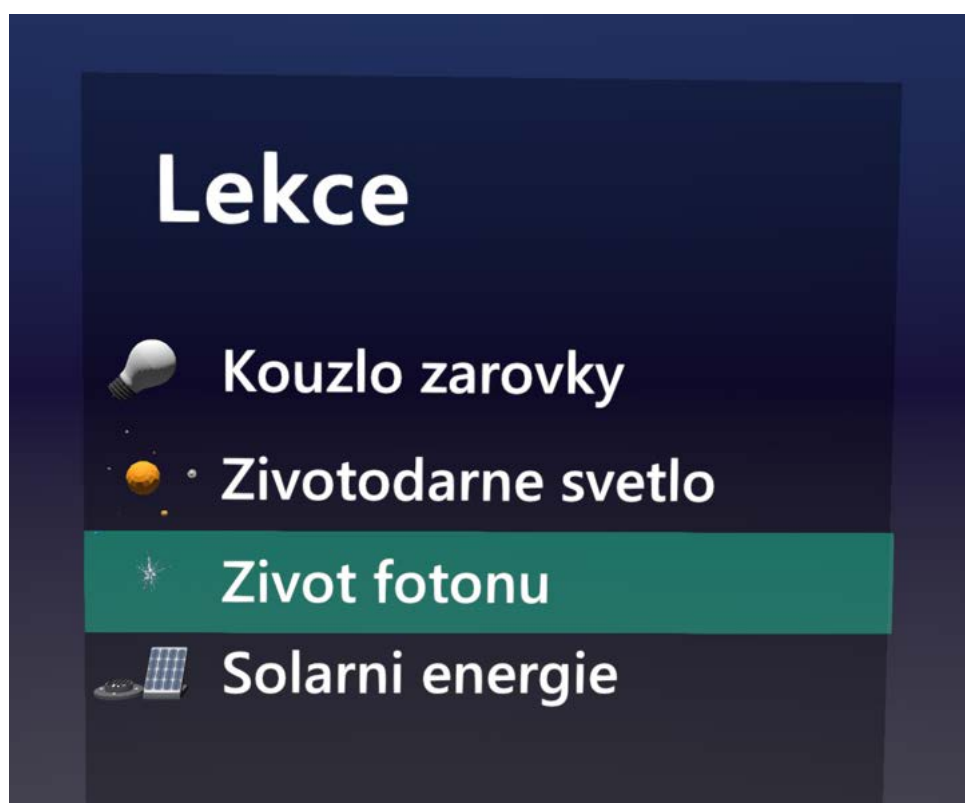 Lekce
Kouzlo zarovky
Zivotodarne svetlo
Zivot fotonu
Solarni energie